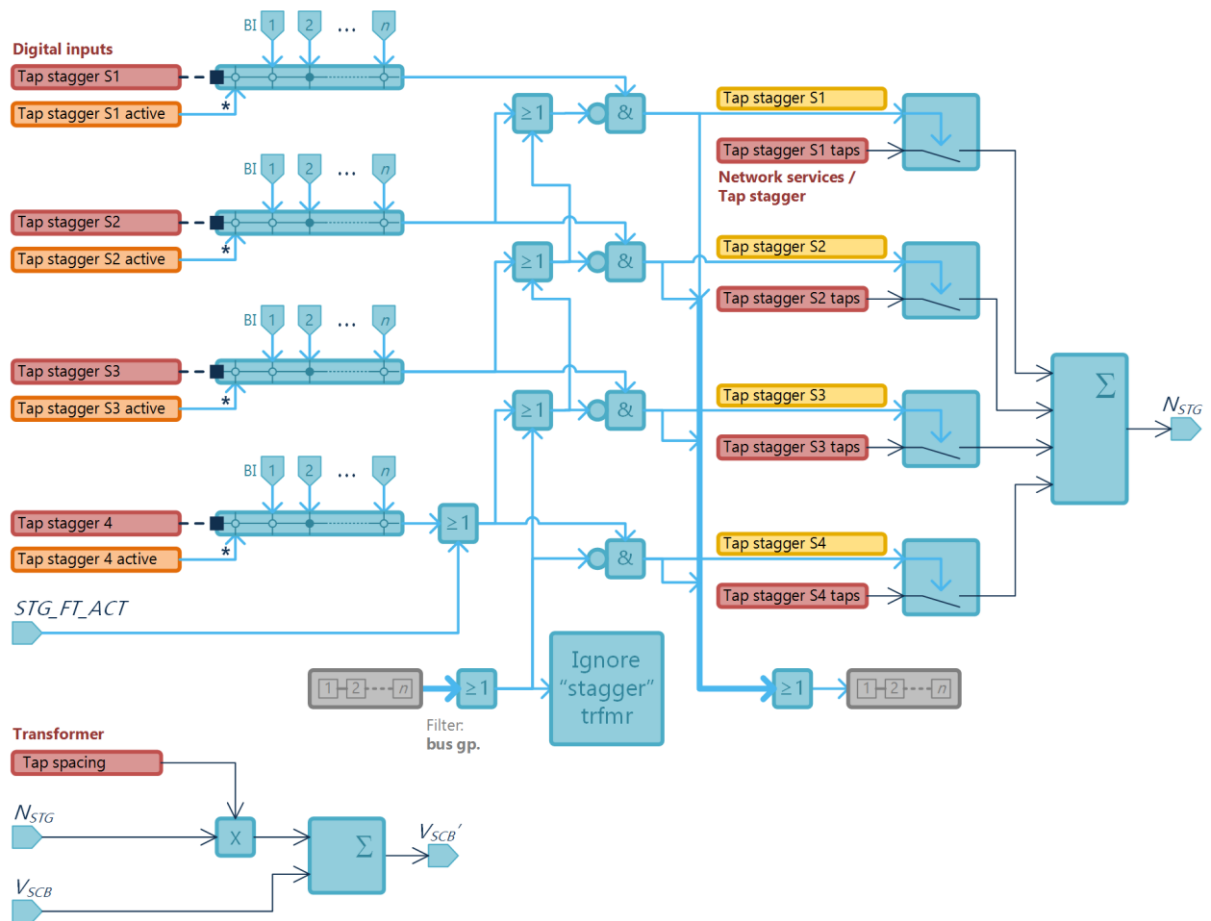 BI 1 2 ... n
Digital inputs
Tap stagger S1
Tap stagger S1 active
*
≥1
&
Tap stagger S1
Tap stagger S1 taps
Network services /
Tap stagger
BI 1 2 ... n
Tap stagger S2
Tap stagger S2 active
*
≥1
&
Tap stagger S2
Tap stagger S2 taps
BI 1 2 ... n
Tap stagger S3
Tap stagger S3 active
*
≥1
&
Tap stagger S3
Tap stagger S3 taps
Σ
N_STG
BI 1 2 ... n
Tap stagger 4
Tap stagger 4 active
*
≥1
&
Tap stagger S4
Tap stagger S4 taps
STG_FT_ACT
1 2 n
≥1
Filter:
bus gp.
Ignore
“stagger”
trfmr
≥1
1 2 n
Transformer
Tap spacing
N_STG
X
Σ
V_SCB′
V_SCB